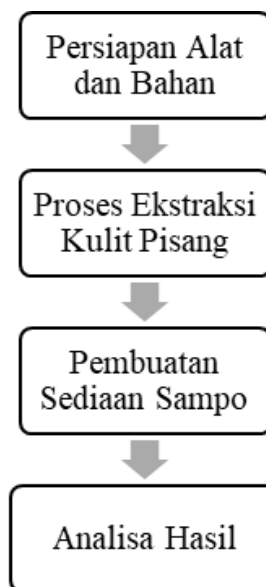 Persiapan Alat
dan Bahan
Proses Ekstraksi
Kulit Pisang
Pembuatan
Sediaan Sampo
Analisa Hasil